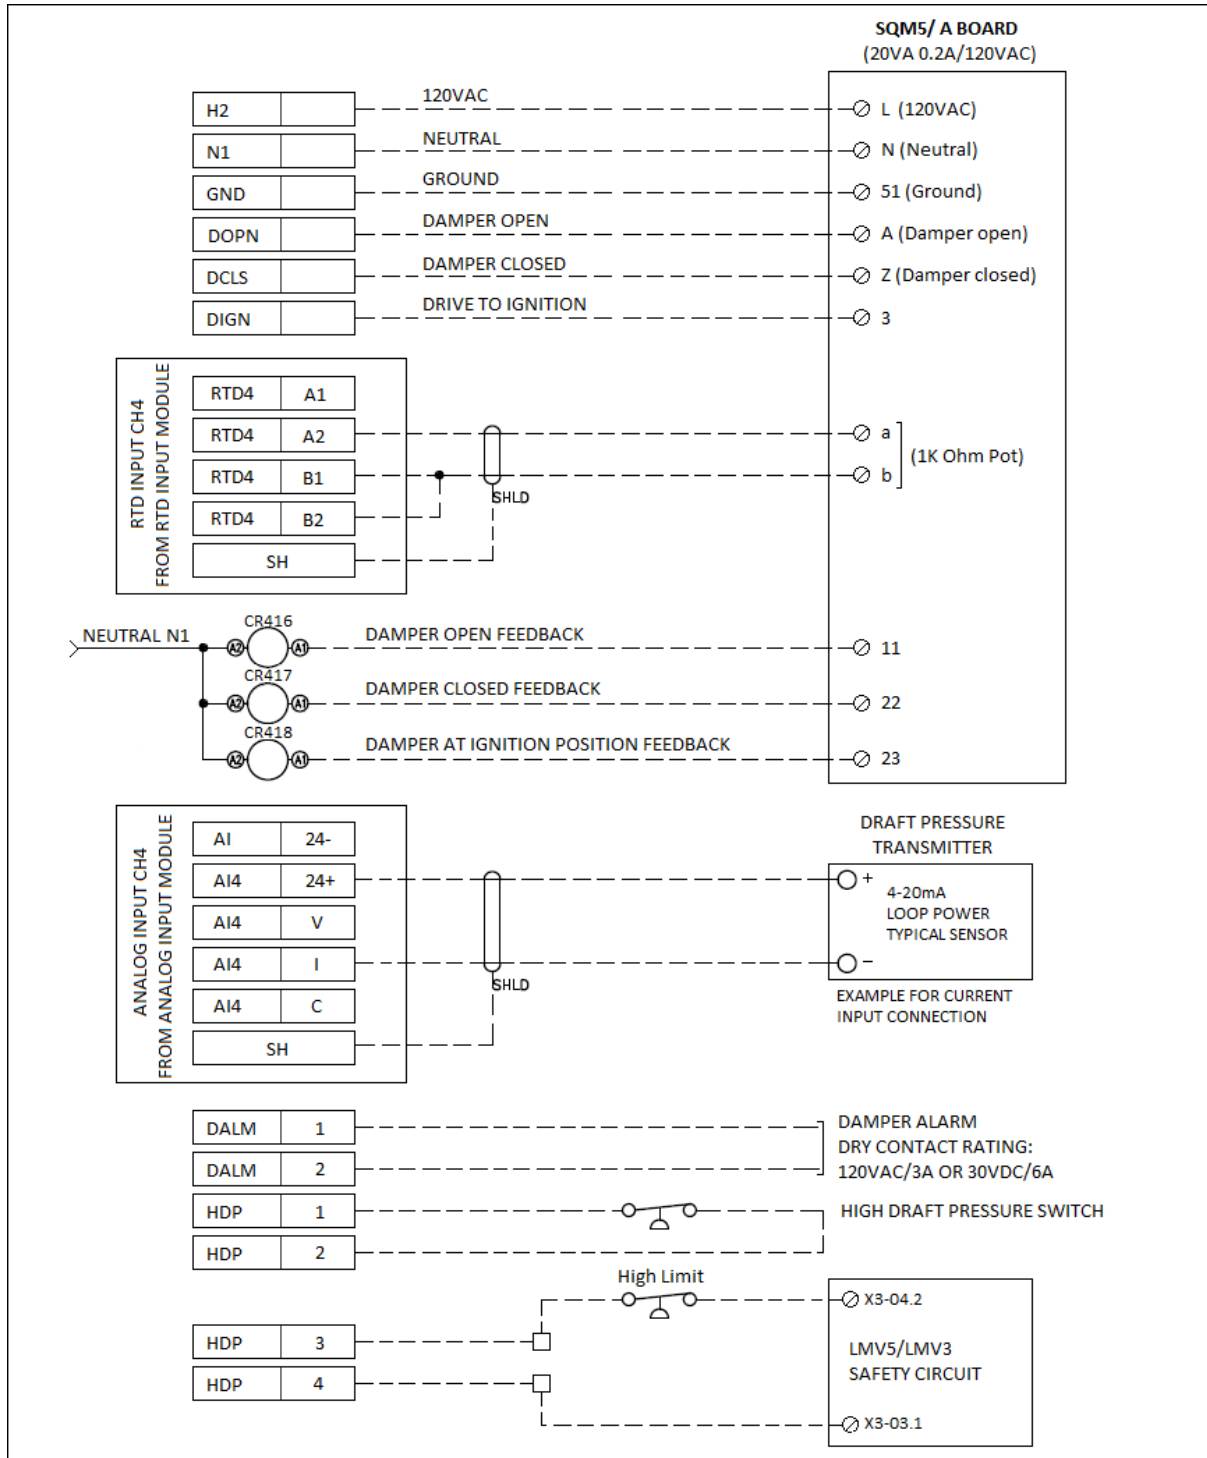 SQM5/ A BOARD
(20VA 0.2A/120VAC)
H2
120VAC
L (120VAC)
N1
NEUTRAL
N (Neutral)
GND
GROUND
51 (Ground)
DOPN
DAMPER OPEN
A (Damper open)
DCLS
DAMPER CLOSED
Z (Damper closed)
DIGN
DRIVE TO IGNITION
3
RTD INPUT CH4
FROM RTD INPUT MODULE
RTD4 A1
RTD4 A2
a
RTD4 B1
b
(1K Ohm Pot)
RTD4 B2
SHLD
SH
NEUTRAL N1
CR416
A2 A1
DAMPER OPEN FEEDBACK
11
CR417
A2 A1
DAMPER CLOSED FEEDBACK
22
CR418
A2 A1
DAMPER AT IGNITION POSITION FEEDBACK
23
ANALOG INPUT CH4
FROM ANALOG INPUT MODULE
AI 24-
AI4 24+
AI4 V
AI4 I
AI4 C
SH
SHLD
DRAFT PRESSURE
TRANSMITTER
+
4-20mA
LOOP POWER
TYPICAL SENSOR
−
EXAMPLE FOR CURRENT
INPUT CONNECTION
DALM 1
DALM 2
DAMPER ALARM
DRY CONTACT RATING:
120VAC/3A OR 30VDC/6A
HDP 1
HDP 2
HIGH DRAFT PRESSURE SWITCH
High Limit
HDP 3
HDP 4
X3-04.2
LMV5/LMV3
SAFETY CIRCUIT
X3-03.1